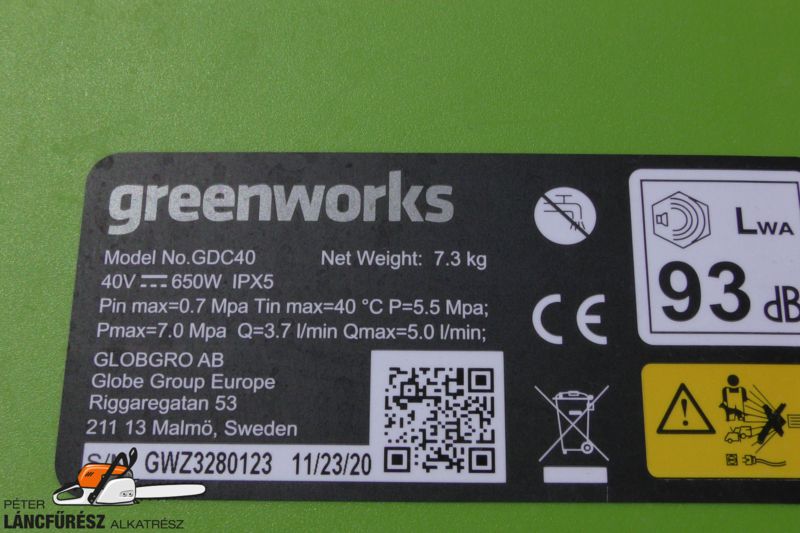 greenworks
Model No.GDC40 Net Weight: 7.3 kg
40V 650W IPX5
Pin max=0.7 Mpa Tin max=40 °C P=5.5 Mpa;
Pmax=7.0 Mpa Q=3.7 l/min Qmax=5.0 l/min;
GLOBGRO AB
Globe Group Europe
Riggaregatan 53
211 13 Malmö, Sweden
GWZ3280123 11/23/20
CE
LWA
93 dB
PÉTER
LÁNCFŰRÉSZ ALKATRÉSZ